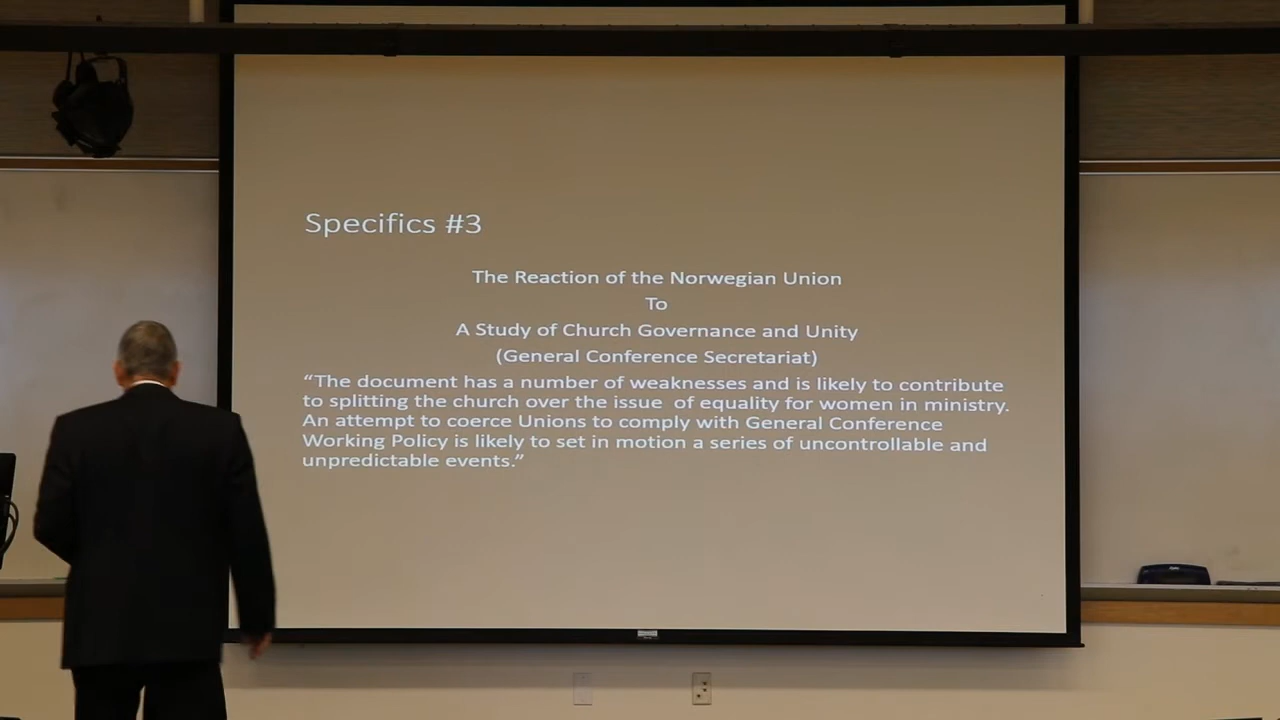 Specifics #3
The Reaction of the Norwegian Union
To
A Study of Church Governance and Unity
(General Conference Secretariat)
“The document has a number of weaknesses and is likely to contribute
to splitting the church over the issue of equality for women in ministry.
An attempt to coerce Unions to comply with General Conference
Working Policy is likely to set in motion a series of uncontrollable and
unpredictable events.”